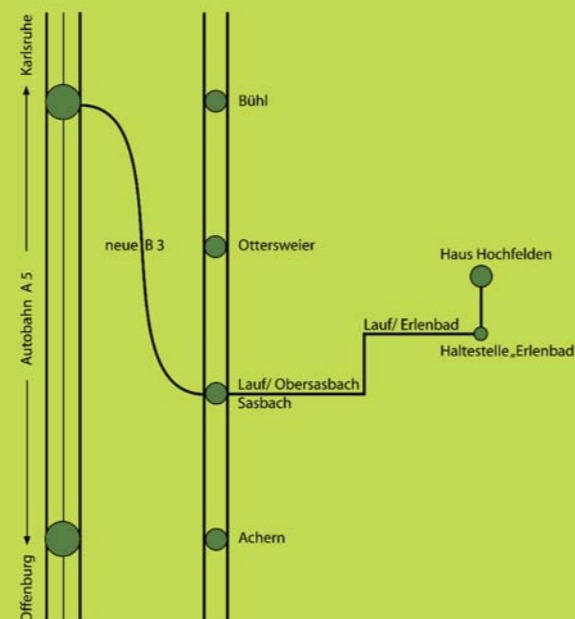 Karlsruhe
Autobahn A 5
Offenburg
Bühl
neue B 3
Ottersweier
Haus Hochfelden
Lauf/ Erlenbad
Haltestelle „Erlenbad
Lauf/ Obersasbach
Sasbach
Achern